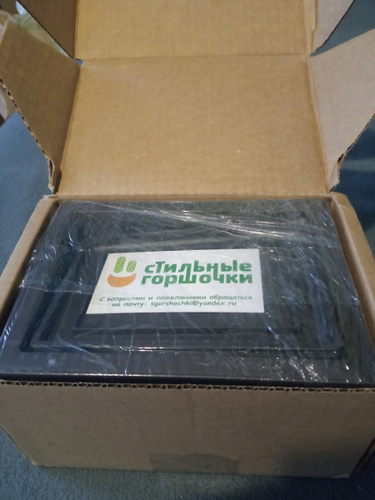 стильные
горшочки
с вопросами и пожеланиями обращаться
на почту: sgorshochki@yandex.ru